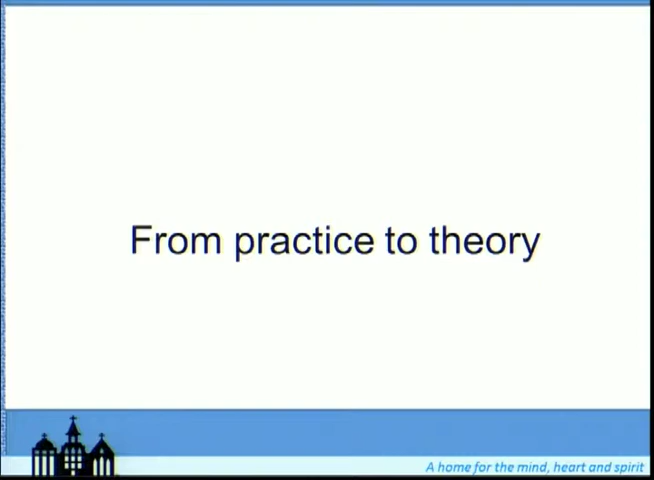 From practice to theory
A home for the mind, heart and spirit